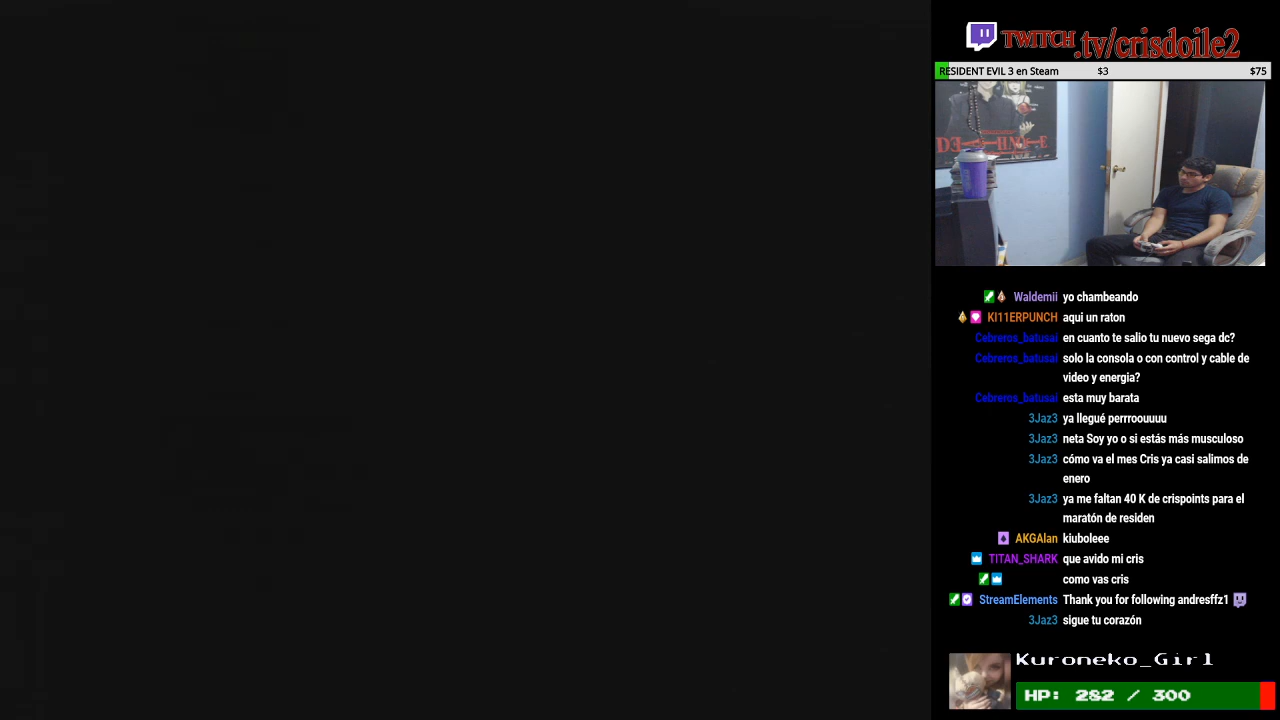 TWITCH.tv/crisdoile2
RESIDENT EVIL 3 en Steam $3 $75
Waldemii yo chambeando
KI11ERPUNCH aqui un raton
Cebreros_batusai en cuanto te salio tu nuevo sega dc?
Cebreros_batusai solo la consola o con control y cable de
video y energia?
Cebreros_batusai esta muy barata
3Jaz3 ya llegué perrroouuuu
3Jaz3 neta Soy yo o si estás más musculoso
3Jaz3 cómo va el mes Cris ya casi salimos de
enero
3Jaz3 ya me faltan 40 K de crispoints para el
maratón de residen
AKGAlan kiuboleee
TITAN_SHARK que avido mi cris
como vas cris
StreamElements Thank you for following andresffz1
3Jaz3 sigue tu corazón
Kuroneko_Girl
HP: 282 / 300